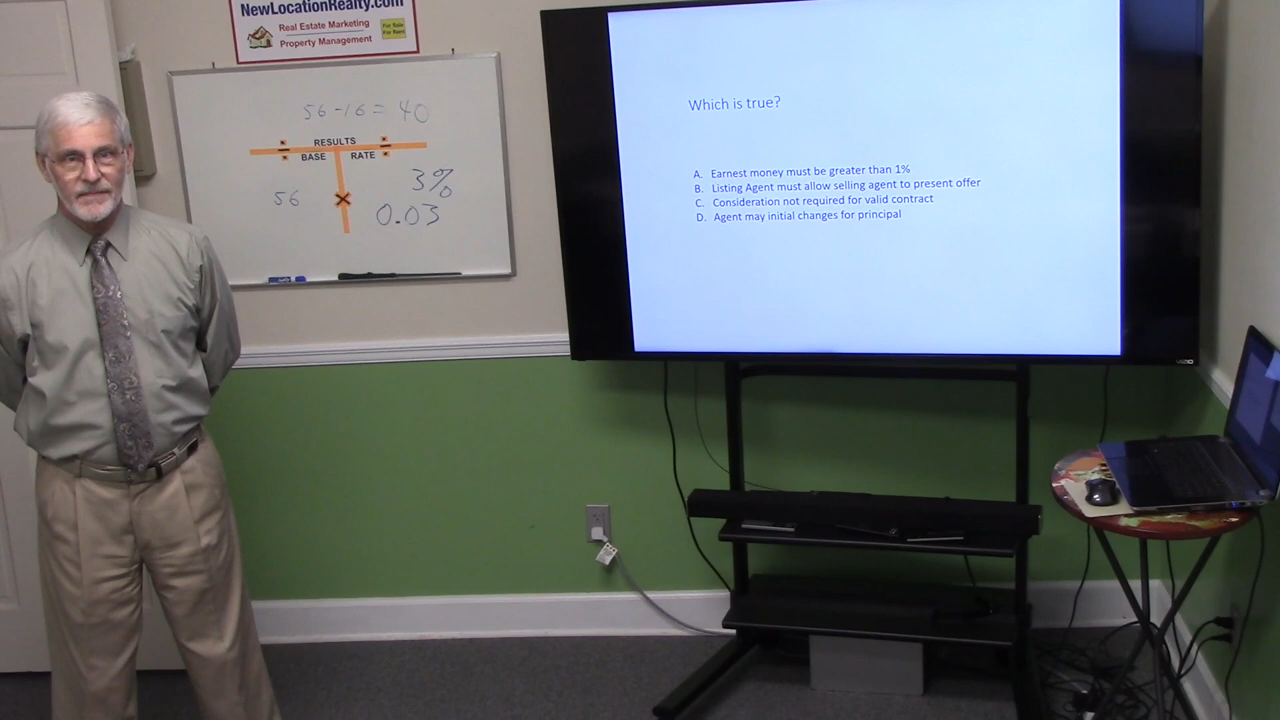 NewLocationRealty.com
Real Estate Marketing
Property Management
For Sale
For Rent
56-16= 40
RESULTS
BASE RATE
56
3%
0.03
Which is true?
A. Earnest money must be greater than 1%
B. Listing Agent must allow selling agent to present offer
C. Consideration not required for valid contract
D. Agent may initial changes for principal
VIZIO